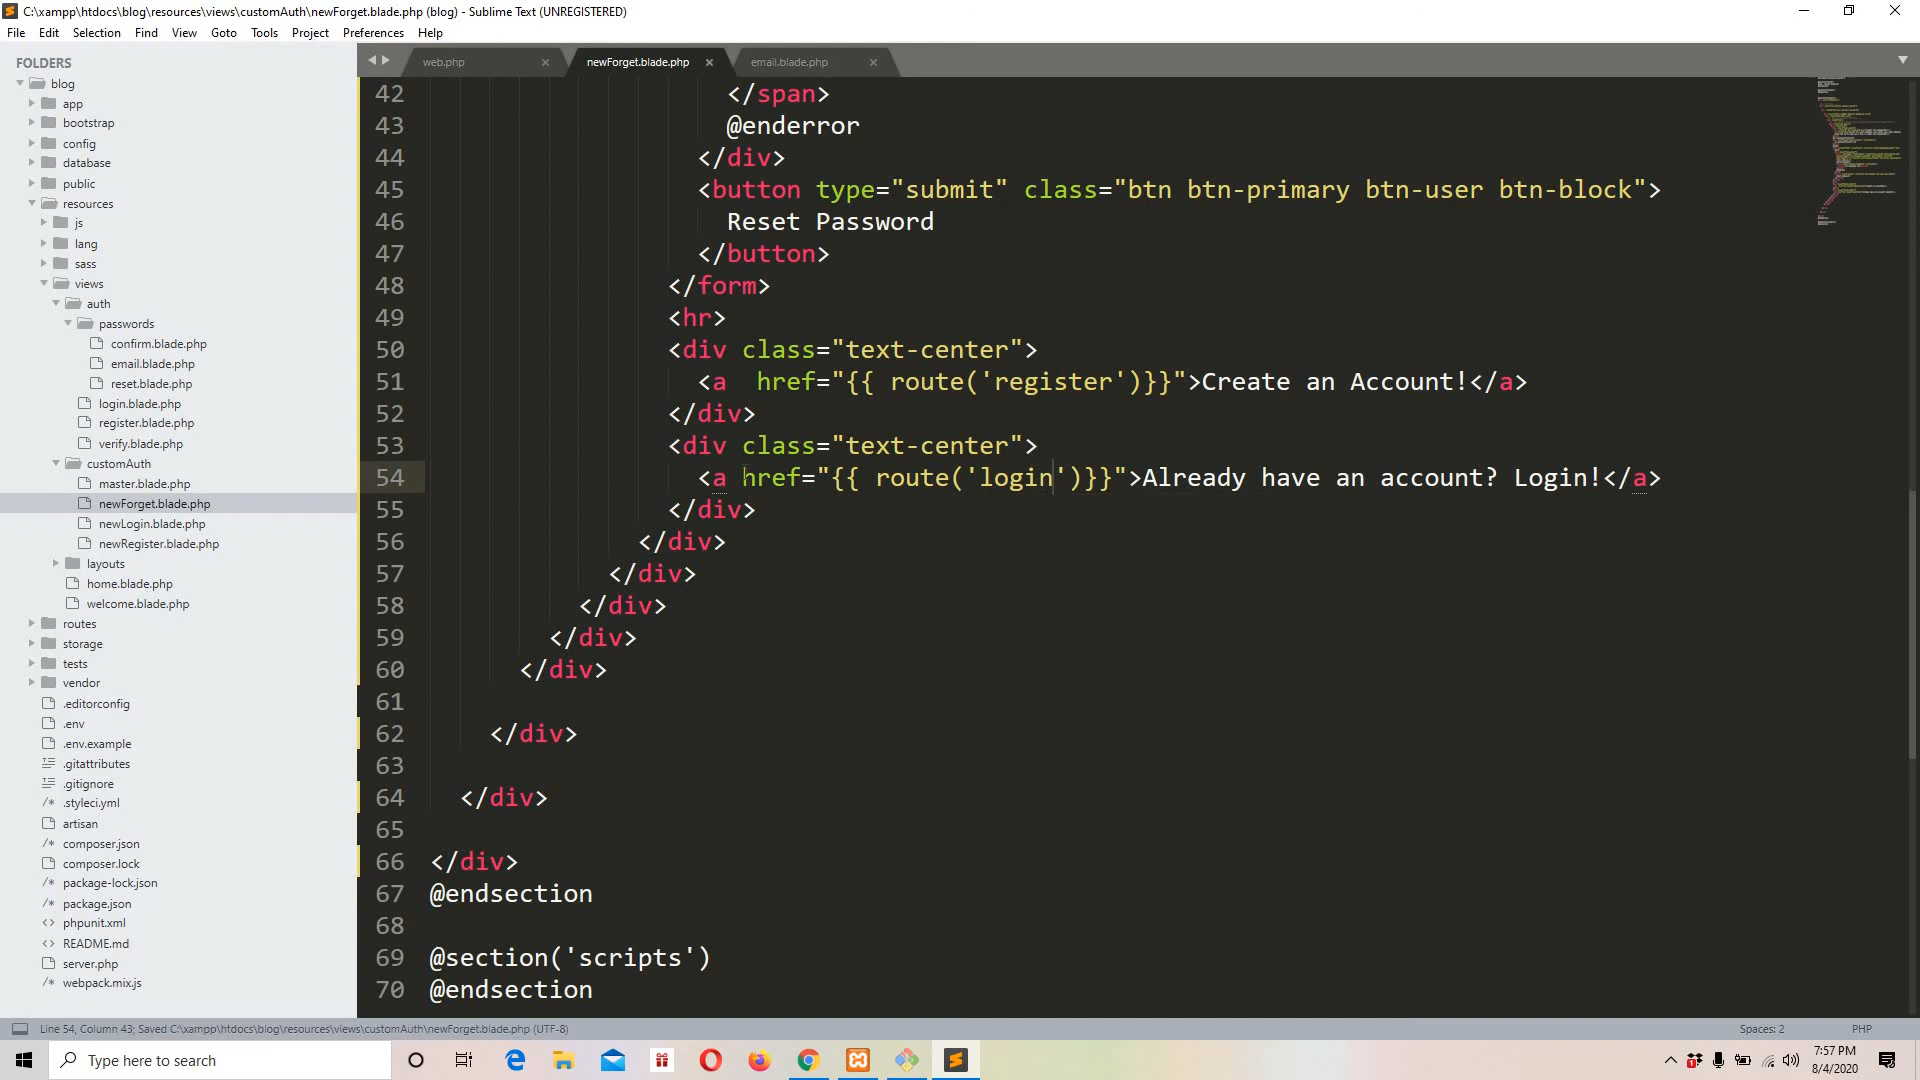 C:\xampp\htdocs\blog\resources\views\customAuth\newForget.blade.php (blog) - Sublime Text (UNREGISTERED)
File Edit Selection Find View Goto Tools Project Preferences Help
FOLDERS
blog
app
bootstrap
config
database
public
resources
js
lang
sass
views
auth
passwords
confirm.blade.php
email.blade.php
reset.blade.php
login.blade.php
register.blade.php
verify.blade.php
customAuth
master.blade.php
newForget.blade.php
newLogin.blade.php
newRegister.blade.php
layouts
home.blade.php
welcome.blade.php
routes
storage
tests
vendor
.editorconfig
.env
.env.example
.gitattributes
.gitignore
.styleci.yml
artisan
composer.json
composer.lock
package-lock.json
package.json
phpunit.xml
README.md
server.php
webpack.mix.js
web.php newForget.blade.php email.blade.php
42 </span>
43 @enderror
44 </div>
45 <button type="submit" class="btn btn-primary btn-user btn-block">
46 Reset Password
47 </button>
48 </form>
49 <hr>
50 <div class="text-center">
51 <a  href="{{ route('register')}}">Create an Account!</a>
52 </div>
53 <div class="text-center">
54 <a href="{{ route('login')}}">Already have an account? Login!</a>
55 </div>
56 </div>
57 </div>
58 </div>
59 </div>
60 </div>
61
62 </div>
63
64 </div>
65
66 </div>
67 @endsection
68
69 @section('scripts')
70 @endsection
Line 54, Column 43; Saved C:\xampp\htdocs\blog\resources\views\customAuth\newForget.blade.php (UTF-8) Spaces: 2 PHP
Type here to search
7:57 PM
8/4/2020